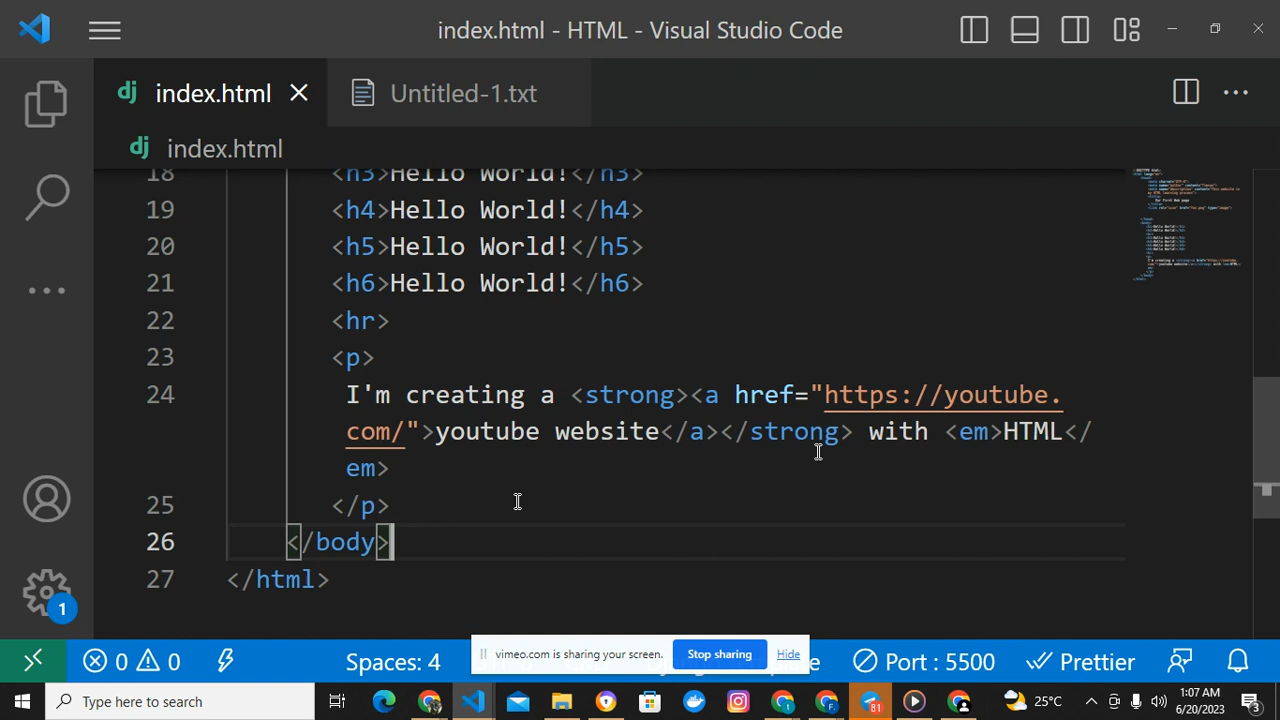 index.html - HTML - Visual Studio Code
index.html
Untitled-1.txt
index.html
18 <h3>Hello World!</h3>
19 <h4>Hello World!</h4>
20 <h5>Hello World!</h5>
21 <h6>Hello World!</h6>
22 <hr>
23 <p>
24 I'm creating a <strong><a href="https://youtube.
com/">youtube website</a></strong> with <em>HTML</
em>
25 </p>
26 </body>
27 </html>
1
0 0 Spaces: 4 Port : 5500 Prettier
vimeo.com is sharing your screen. Stop sharing Hide
Type here to search
81
25°C
1:07 AM
6/20/2023
3